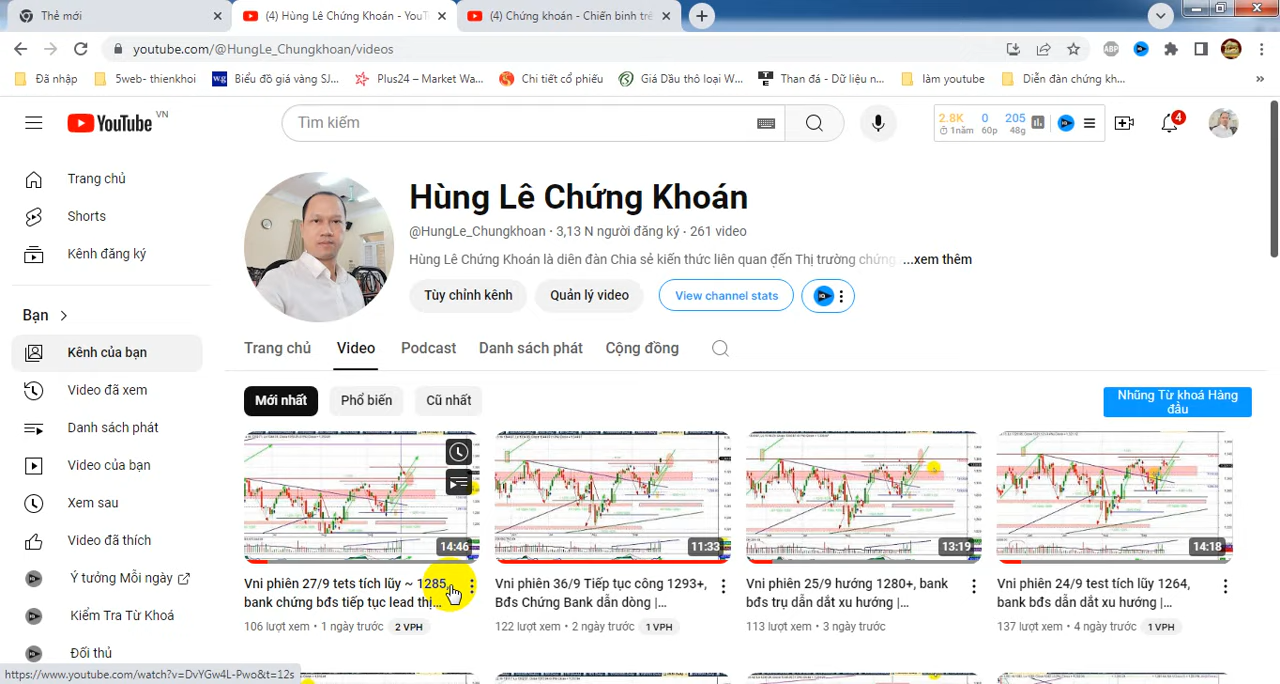 Thẻ mới
(4) Hùng Lê Chứng Khoán - YouT
(4) Chứng khoán - Chiến binh trẻ
youtube.com/@HungLe_Chungkhoan/videos
ABP
Đã nhập
5web- thienkhoi
wg Biểu đồ giá vàng SJ...
Plus24 – Market Wa...
Chi tiết cổ phiếu
Giá Dầu thô loại W...
Than đá - Dữ liệu n...
làm youtube
Diễn đàn chứng kh...
»
YouTube VN
Tìm kiếm
2.8K 0 205
1năm 60p 48g
4
Trang chủ
Shorts
Kênh đăng ký
Bạn
Kênh của bạn
Video đã xem
Danh sách phát
Video của bạn
Xem sau
Video đã thích
Ý tưởng Mỗi ngày
Kiểm Tra Từ Khoá
Đối thủ
Hùng Lê Chứng Khoán
@HungLe_Chungkhoan · 3,13 N người đăng ký · 261 video
Hùng Lê Chứng Khoán là diên đàn Chia sẻ kiến thức liên quan đến Thị trường chứng ...xem thêm
Tùy chỉnh kênh
Quản lý video
View channel stats
Trang chủ
Video
Podcast
Danh sách phát
Cộng đồng
Mới nhất
Phổ biến
Cũ nhất
Những Từ khoá Hàng
đầu
14:46
11:33
13:19
14:18
Vni phiên 27/9 tets tích lũy ~ 1285,
bank chứng bđs tiếp tục lead thị...
106 lượt xem · 1 ngày trước 2 VPH
Vni phiên 36/9 Tiếp tục công 1293+,
Bđs Chứng Bank dẫn dòng |...
122 lượt xem · 2 ngày trước 1 VPH
Vni phiên 25/9 hướng 1280+, bank
bđs trụ dẫn dắt xu hướng |...
113 lượt xem · 3 ngày trước
Vni phiên 24/9 test tích lũy 1264,
bank bđs dẫn dắt xu hướng |...
137 lượt xem · 4 ngày trước 1 VPH
https://www.youtube.com/watch?v=DvYGw4L-Pwo&t=12s